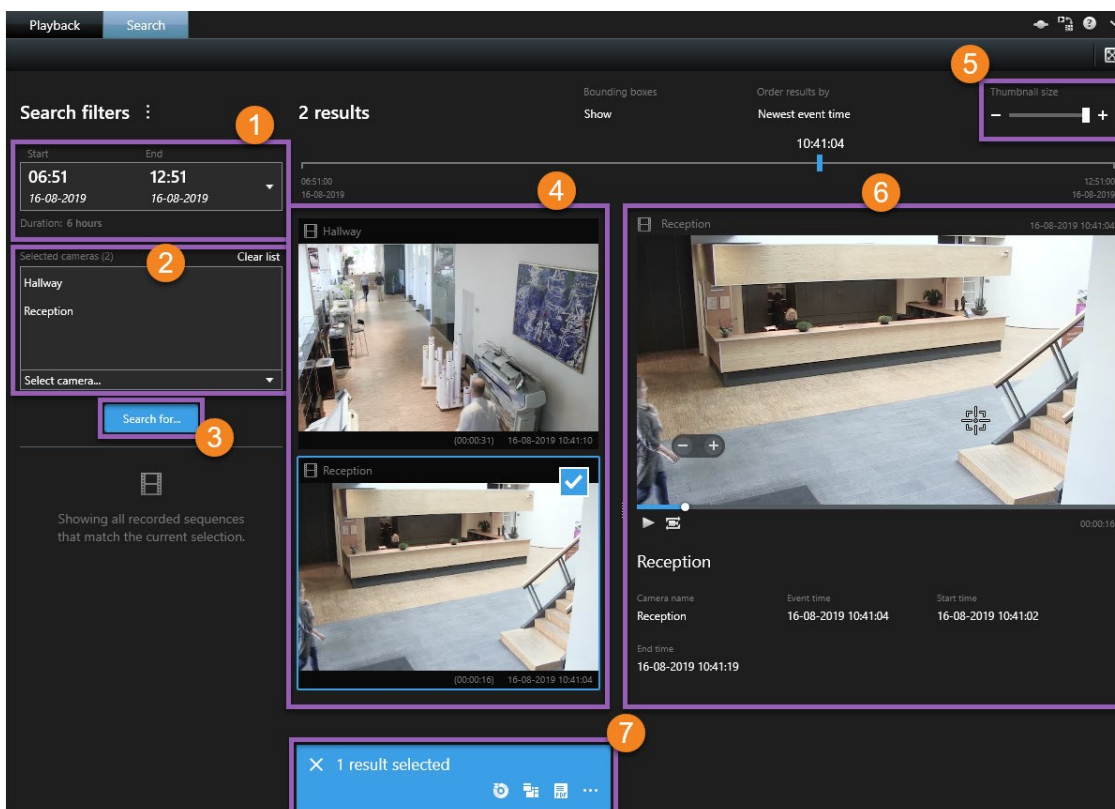 Playback
Search
5
Search filters
1
2 results
Bounding boxes
Show
Order results by
Newest event time
Thumbnail size
− +
10:41:04
Start
End
06:51
12:51
16-08-2019
16-08-2019
Duration: 6 hours
06:51:00
16-08-2019
12:51:00
16-08-2019
4
6
Selected cameras (2)
2
Clear list
Hallway
Reception
Select camera...
Search for...
3
Showing all recorded sequences
that match the current selection.
Hallway
(00:00:31) 16-08-2019 10:41:10
Reception
(00:00:16) 16-08-2019 10:41:04
Reception
16-08-2019 10:41:04
− +
00:00:16
Reception
Camera name
Reception
Event time
16-08-2019 10:41:04
Start time
16-08-2019 10:41:02
End time
16-08-2019 10:41:19
7
1 result selected
PDF